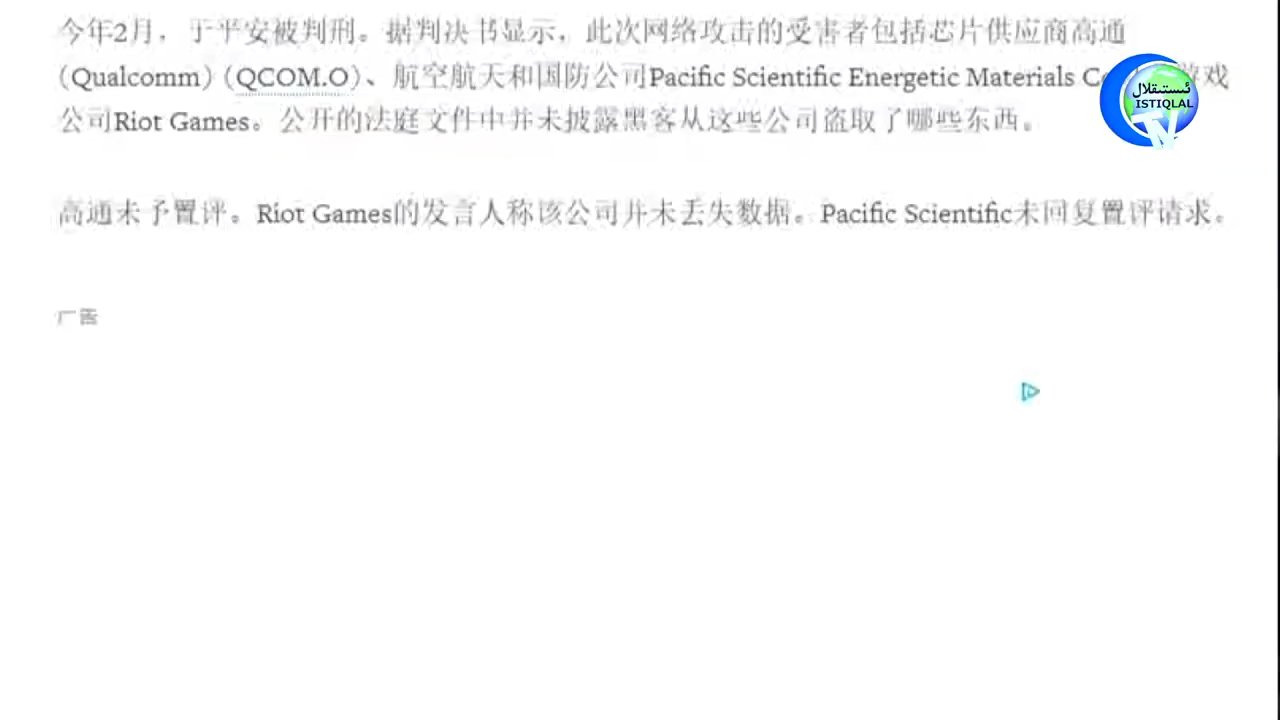 今年2月，于平安被判刑。据判决书显示，此次网络攻击的受害者包括芯片供应商高通
(Qualcomm) (QCOM.O)、航空航天和国防公司Pacific Scientific Energetic Materials 游戏
公司Riot Games。公开的法庭文件中并未披露黑客从这些公司盗取了哪些东西。
高通未予置评。Riot Games的发言人称该公司并未丢失数据。Pacific Scientific未回复置评请求。
广告
ئىستىقلال
ISTIQLAL
TV